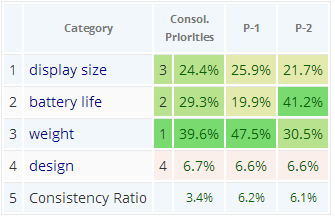 Category Consol. Priorities P-1 P-2
1 display size 3 24.4% 25.9% 21.7%
2 battery life 2 29.3% 19.9% 41.2%
3 weight 1 39.6% 47.5% 30.5%
4 design 4 6.7% 6.6% 6.6%
5 Consistency Ratio 3.4% 6.2% 6.1%